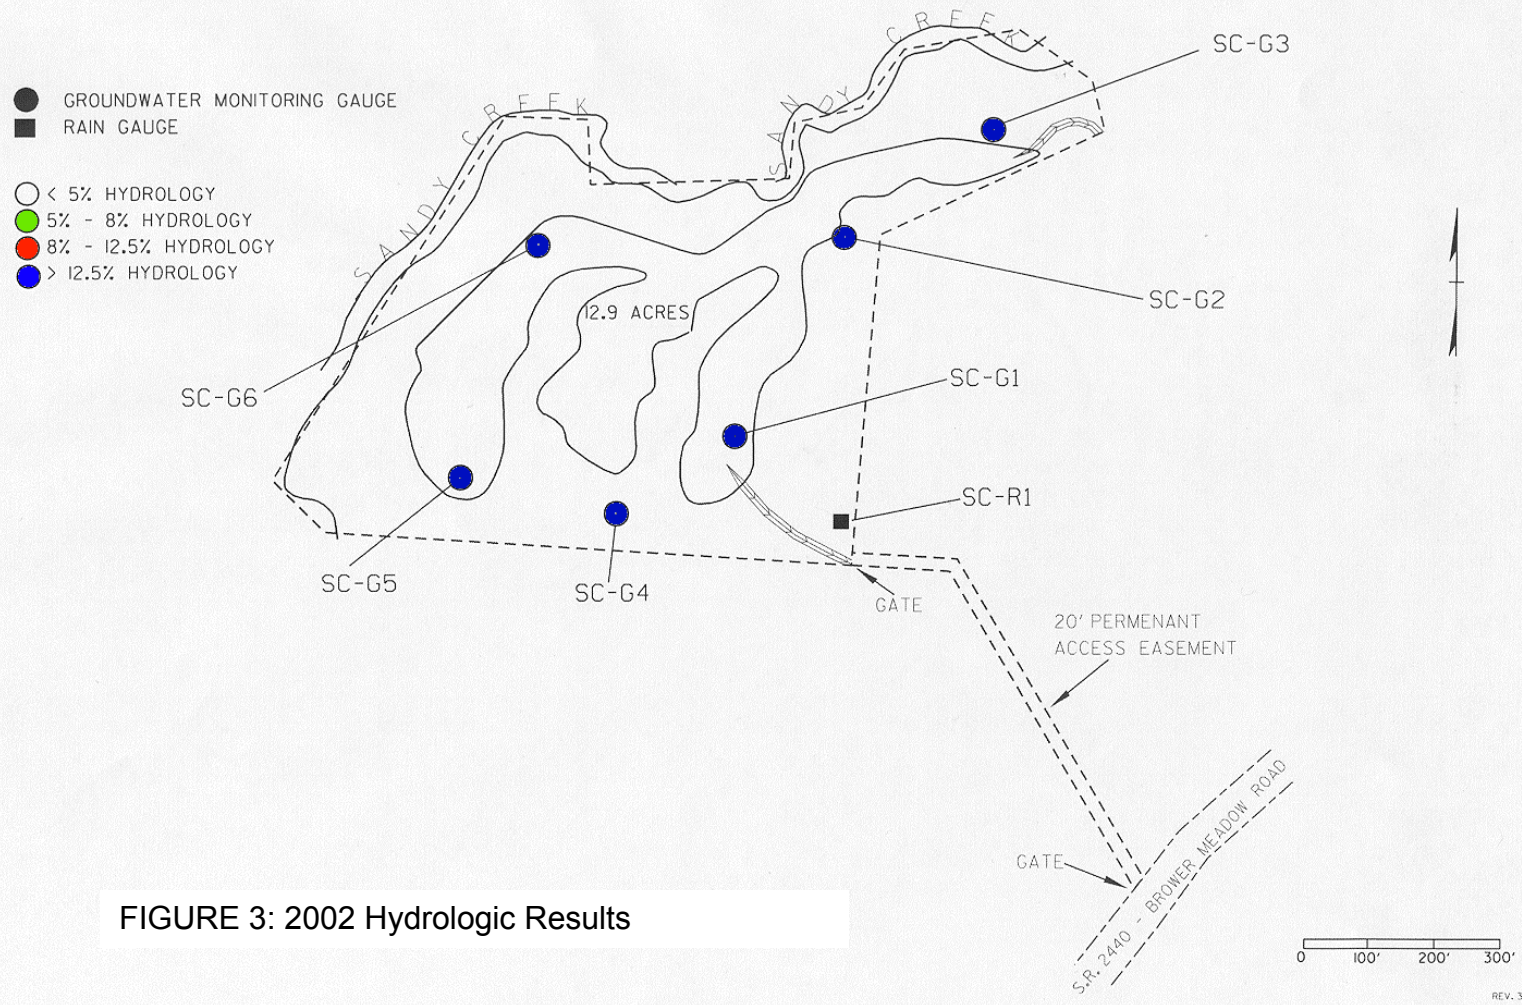 SANDY CREEK
SANDY CREEK
SC-G3
GROUNDWATER MONITORING GAUGE
RAIN GAUGE
< 5% HYDROLOGY
5% - 8% HYDROLOGY
8% - 12.5% HYDROLOGY
> 12.5% HYDROLOGY
SC-G2
12.9 ACRES
SC-G1
SC-G6
SC-R1
SC-G5
SC-G4
GATE
20' PERMENANT
ACCESS EASEMENT
GATE
S.R. 2440 - BROWER MEADOW ROAD
FIGURE 3: 2002 Hydrologic Results
0 100' 200' 300'
REV. 3